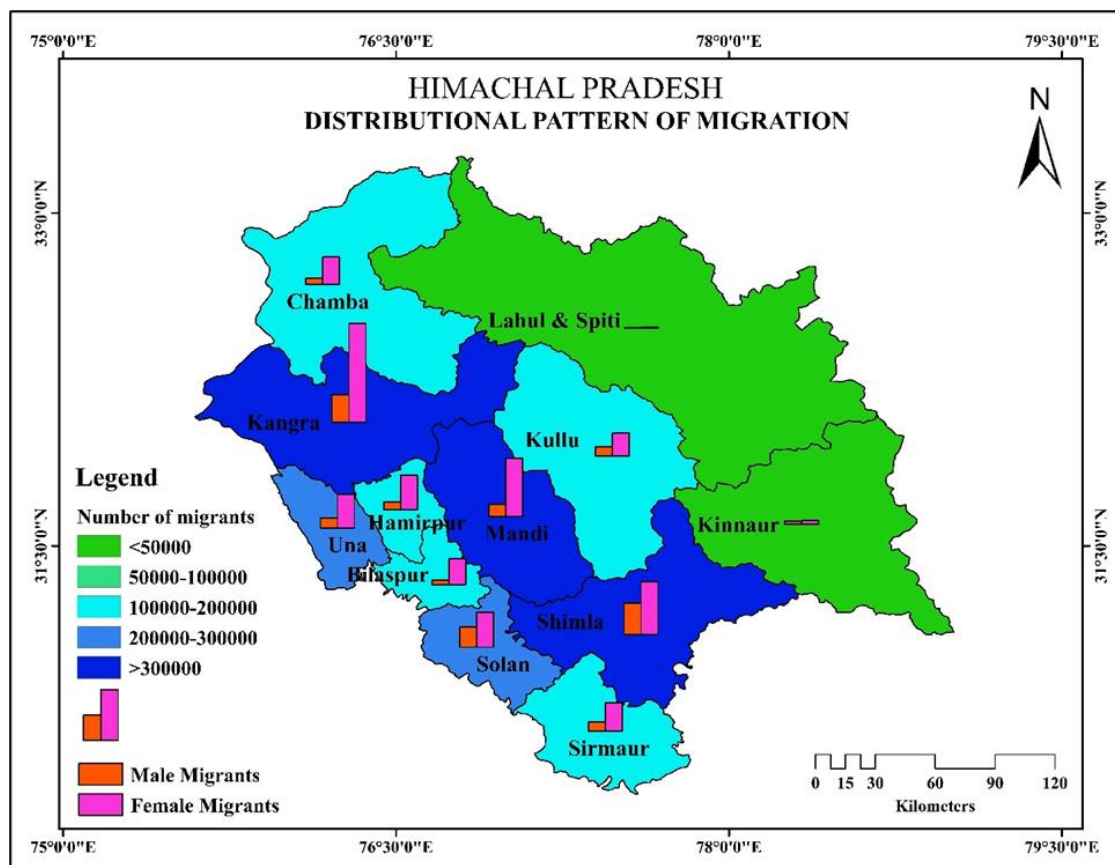 75°0'0"E 76°30'0"E 78°0'0"E 79°30'0"E
HIMACHAL PRADESH
DISTRIBUTIONAL PATTERN OF MIGRATION
N
33°0'0"N
33°0'0"N
Chamba
Lahul & Spiti
Kangra
Kullu
Hamirpur
Mandi
Kinnaur
Una
31°30'0"N
31°30'0"N
Bilaspur
Shimla
Solan
Sirmaur
Legend
Number of migrants
<50000
50000-100000
100000-200000
200000-300000
>300000
Male Migrants
Female Migrants
0 15 30 60 90 120
Kilometers
75°0'0"E 76°30'0"E 78°0'0"E 79°30'0"E